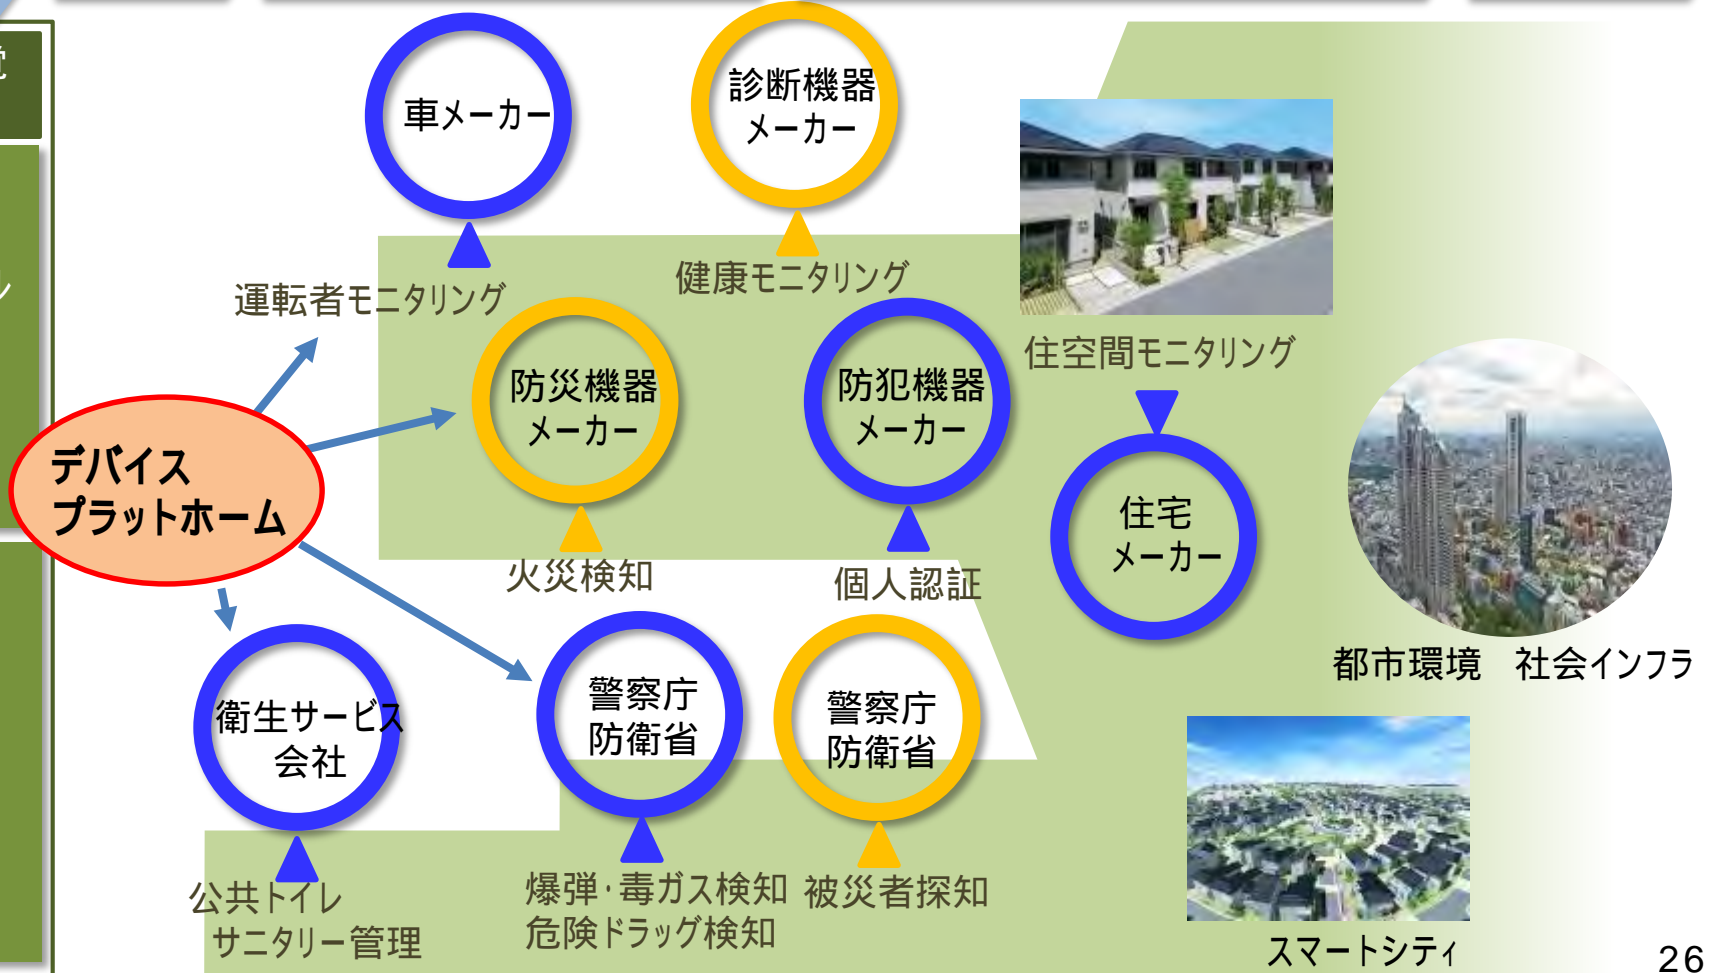 車メーカー
診断機器
メーカー
運転者モニタリング
健康モニタリング
防災機器
メーカー
防犯機器
メーカー
住空間モニタリング
デバイス
プラットホーム
住宅
メーカー
火災検知
個人認証
都市環境　社会インフラ
衛生サービス
会社
警察庁
防衛省
警察庁
防衛省
公共トイレ
サニタリー管理
爆弾・毒ガス検知
危険ドラッグ検知
被災者探知
スマートシティ
26